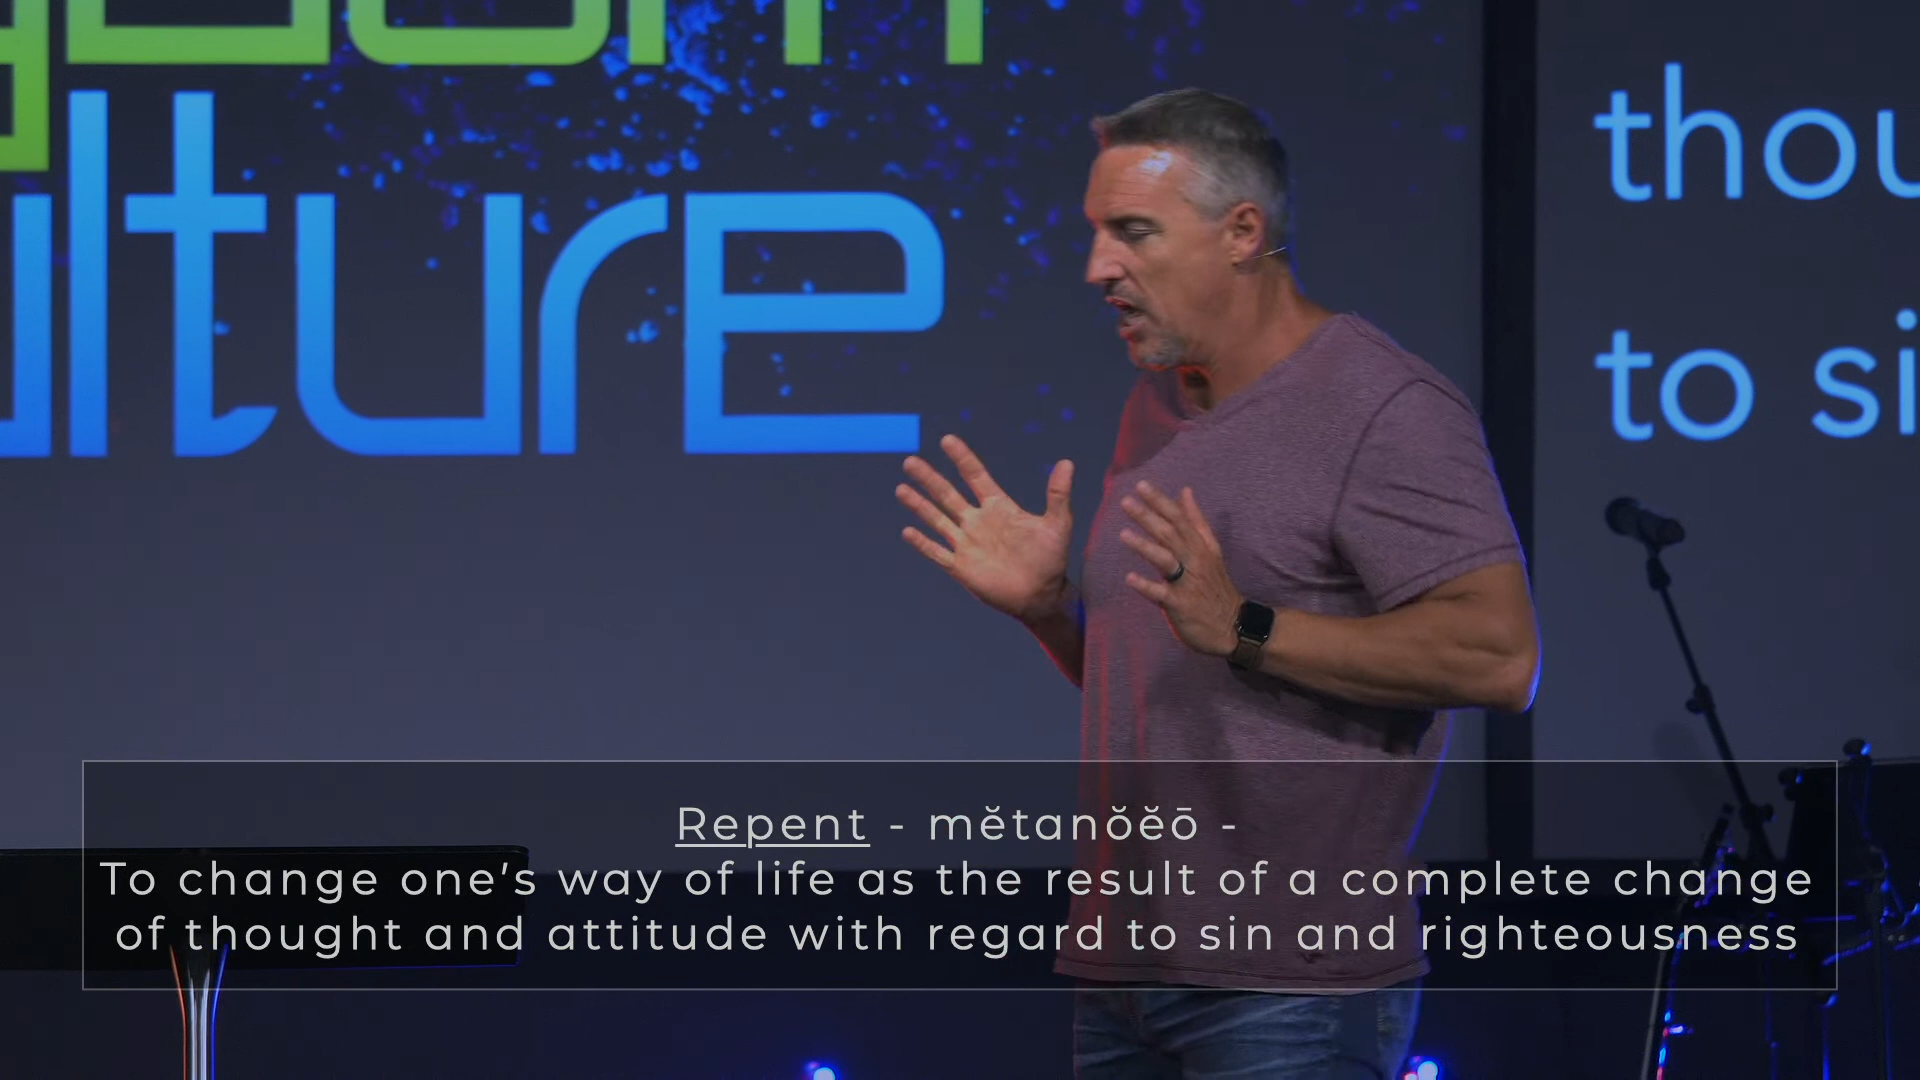 ulture
thou
to si
Repent - mĕtanŏĕō -
To change one's way of life as the result of a complete change
of thought and attitude with regard to sin and righteousness